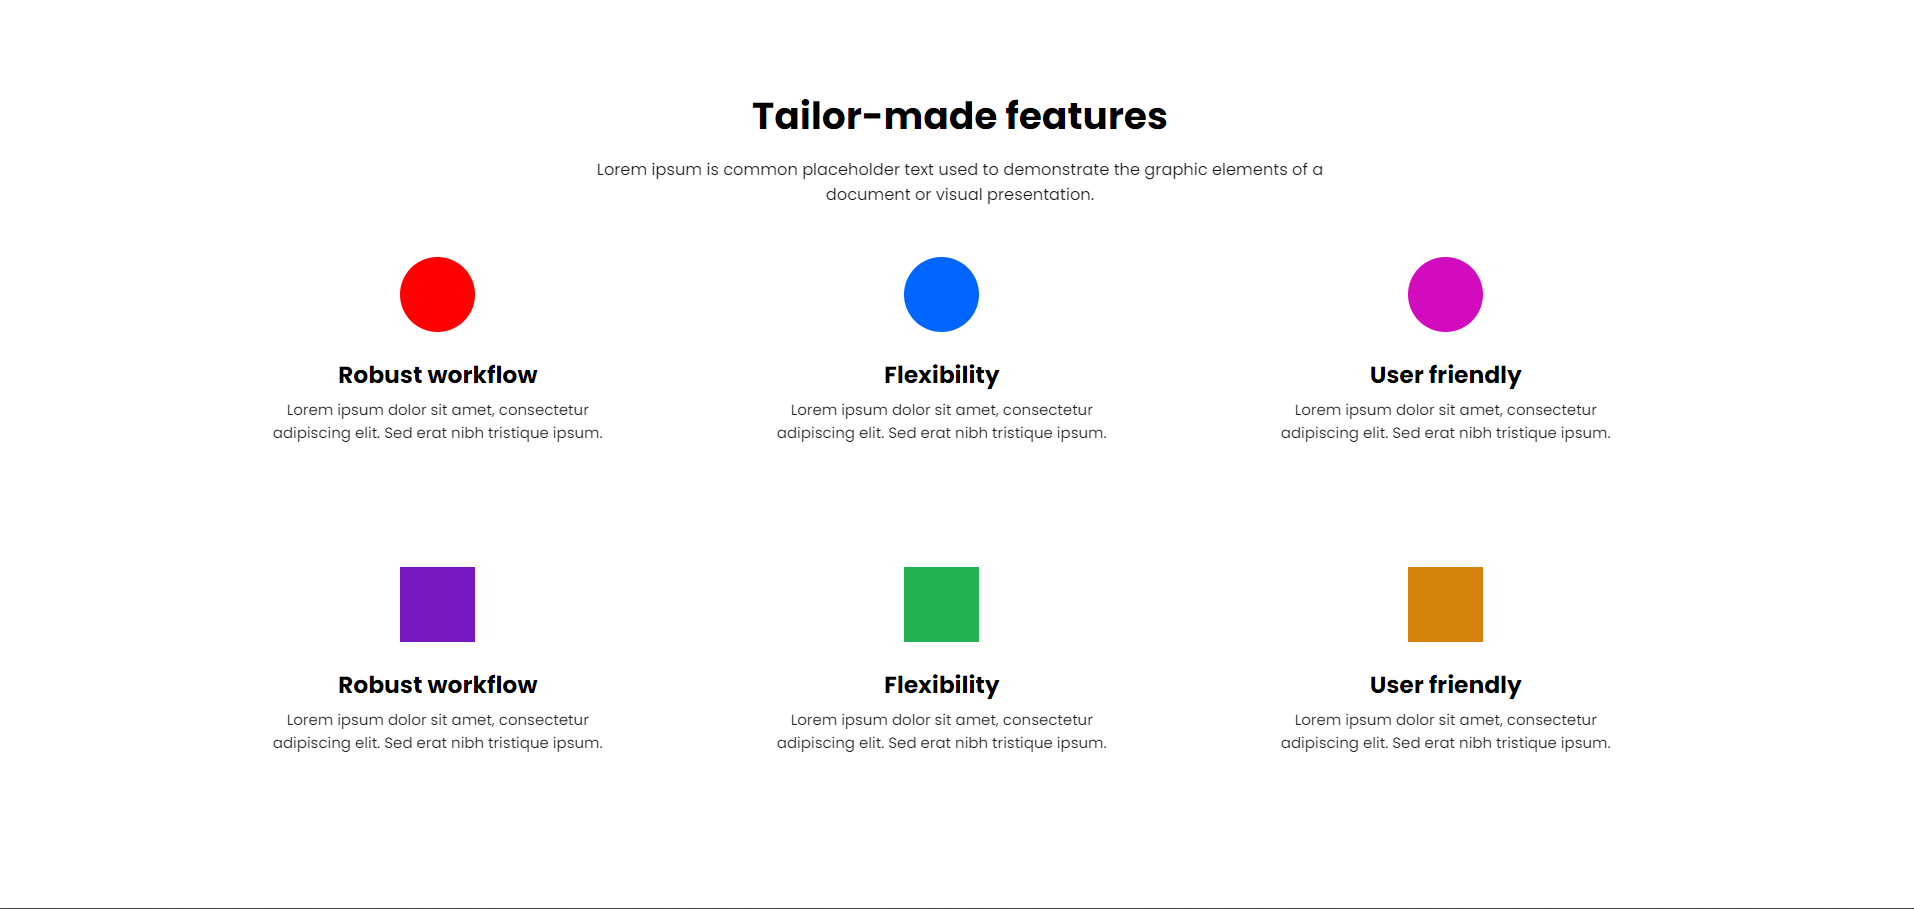 Tailor-made features
Lorem ipsum is common placeholder text used to demonstrate the graphic elements of a
document or visual presentation.
Robust workflow
Lorem ipsum dolor sit amet, consectetur
adipiscing elit. Sed erat nibh tristique ipsum.
Flexibility
Lorem ipsum dolor sit amet, consectetur
adipiscing elit. Sed erat nibh tristique ipsum.
User friendly
Lorem ipsum dolor sit amet, consectetur
adipiscing elit. Sed erat nibh tristique ipsum.
Robust workflow
Lorem ipsum dolor sit amet, consectetur
adipiscing elit. Sed erat nibh tristique ipsum.
Flexibility
Lorem ipsum dolor sit amet, consectetur
adipiscing elit. Sed erat nibh tristique ipsum.
User friendly
Lorem ipsum dolor sit amet, consectetur
adipiscing elit. Sed erat nibh tristique ipsum.